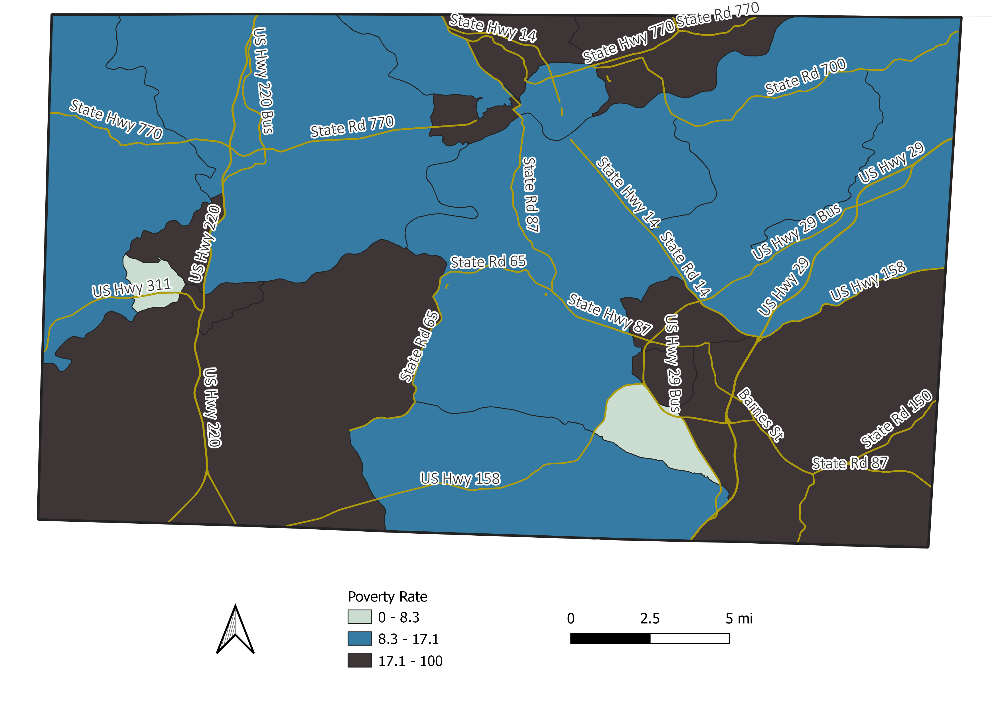 State Rd 770
State Hwy 14
State Hwy 770
US Hwy 220 Bus
State Rd 700
State Hwy 770
State Rd 770
US Hwy 29
State Rd 87
State Hwy 14
US Hwy 220
US Hwy 29 Bus
State Rd 14
State Rd 65
US Hwy 29
US Hwy 158
US Hwy 311
State Hwy 87
State Rd 65
US Hwy 29 Bus
US Hwy 220
Barnes St
State Rd 150
State Rd 87
US Hwy 158
Poverty Rate
0 - 8.3
8.3 - 17.1
17.1 - 100
0 2.5 5 mi